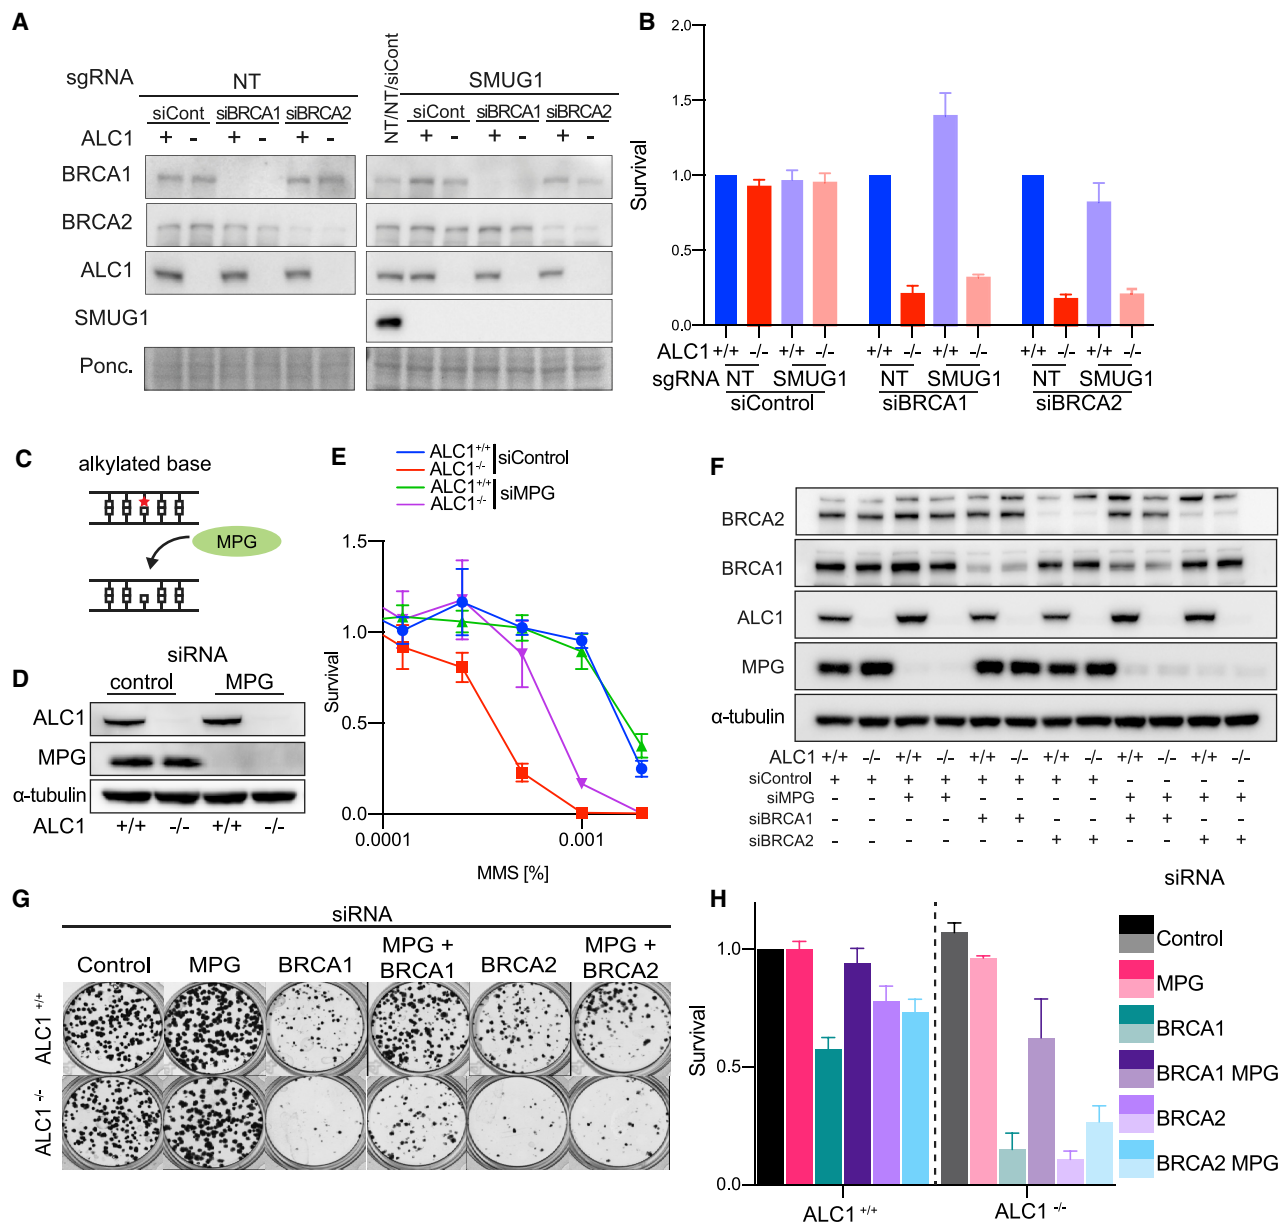 A
sgRNA
NT
NT/NT/siCont
SMUG1
siCont siBRCA1 siBRCA2
siCont siBRCA1 siBRCA2
ALC1 + - + - + - + - + - + -
BRCA1
BRCA2
ALC1
SMUG1
Ponc.
B
Survival
2.0
1.5
1.0
0.5
0.0
ALC1 +/+ -/- +/+ -/- +/+ -/- +/+ -/- +/+ -/- +/+ -/-
sgRNA NT SMUG1 NT SMUG1 NT SMUG1
siControl siBRCA1 siBRCA2
C
alkylated base
MPG
D
siRNA
control MPG
ALC1
MPG
α-tubulin
ALC1 +/+ -/- +/+ -/-
E
ALC1+/+
ALC1-/-
siControl
ALC1+/+
ALC1-/-
siMPG
Survival
1.5
1.0
0.5
0.0
0.0001 0.001
MMS [%]
F
BRCA2
BRCA1
ALC1
MPG
α-tubulin
ALC1 +/+ -/- +/+ -/- +/+ -/- +/+ -/- +/+ -/- +/+ -/-
siControl + + + + + + + + - - - -
siMPG - - + + - - - - + + + +
siBRCA1 - - - - + + - - + + - -
siBRCA2 - - - - - - + + - - + +
G
siRNA
Control MPG BRCA1 MPG + BRCA1 BRCA2 MPG + BRCA2
ALC1 +/+
ALC1 -/-
H
Survival
1.0
0.5
0.0
ALC1 +/+ ALC1 -/-
siRNA
Control
MPG
BRCA1
BRCA1 MPG
BRCA2
BRCA2 MPG